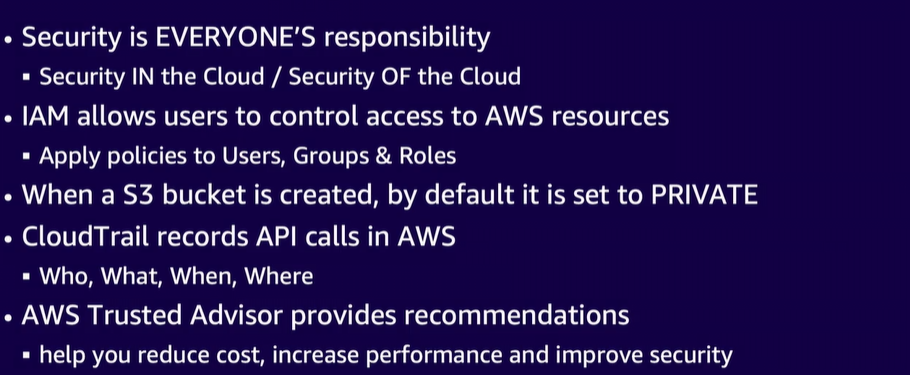 • Security is EVERYONE'S responsibility
▪ Security IN the Cloud / Security OF the Cloud
• IAM allows users to control access to AWS resources
▪ Apply policies to Users, Groups & Roles
• When a S3 bucket is created, by default it is set to PRIVATE
• CloudTrail records API calls in AWS
▪ Who, What, When, Where
• AWS Trusted Advisor provides recommendations
▪ help you reduce cost, increase performance and improve security